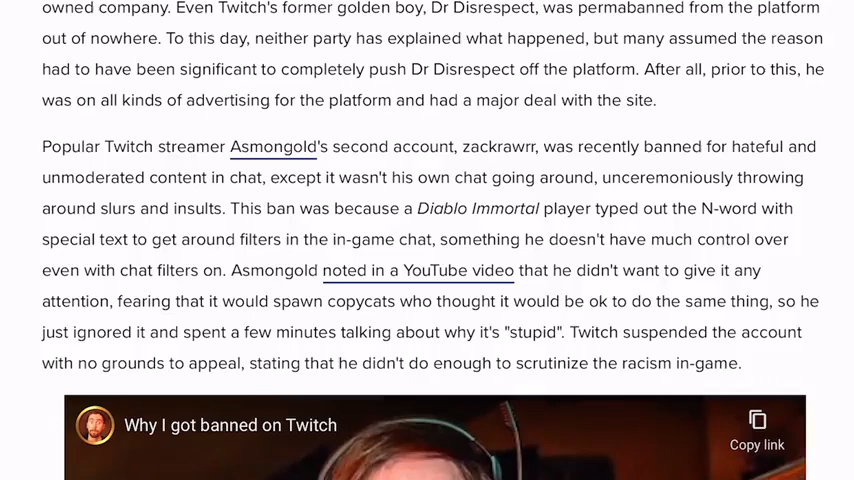 owned company. Even Twitch's former golden boy, Dr Disrespect, was permabanned from the platform
out of nowhere. To this day, neither party has explained what happened, but many assumed the reason
had to have been significant to completely push Dr Disrespect off the platform. After all, prior to this, he
was on all kinds of advertising for the platform and had a major deal with the site.
Popular Twitch streamer Asmongold's second account, zackrawrr, was recently banned for hateful and
unmoderated content in chat, except it wasn't his own chat going around, unceremoniously throwing
around slurs and insults. This ban was because a Diablo Immortal player typed out the N-word with
special text to get around filters in the in-game chat, something he doesn't have much control over
even with chat filters on. Asmongold noted in a YouTube video that he didn't want to give it any
attention, fearing that it would spawn copycats who thought it would be ok to do the same thing, so he
just ignored it and spent a few minutes talking about why it's "stupid". Twitch suspended the account
with no grounds to appeal, stating that he didn't do enough to scrutinize the racism in-game.
Why I got banned on Twitch
Copy link